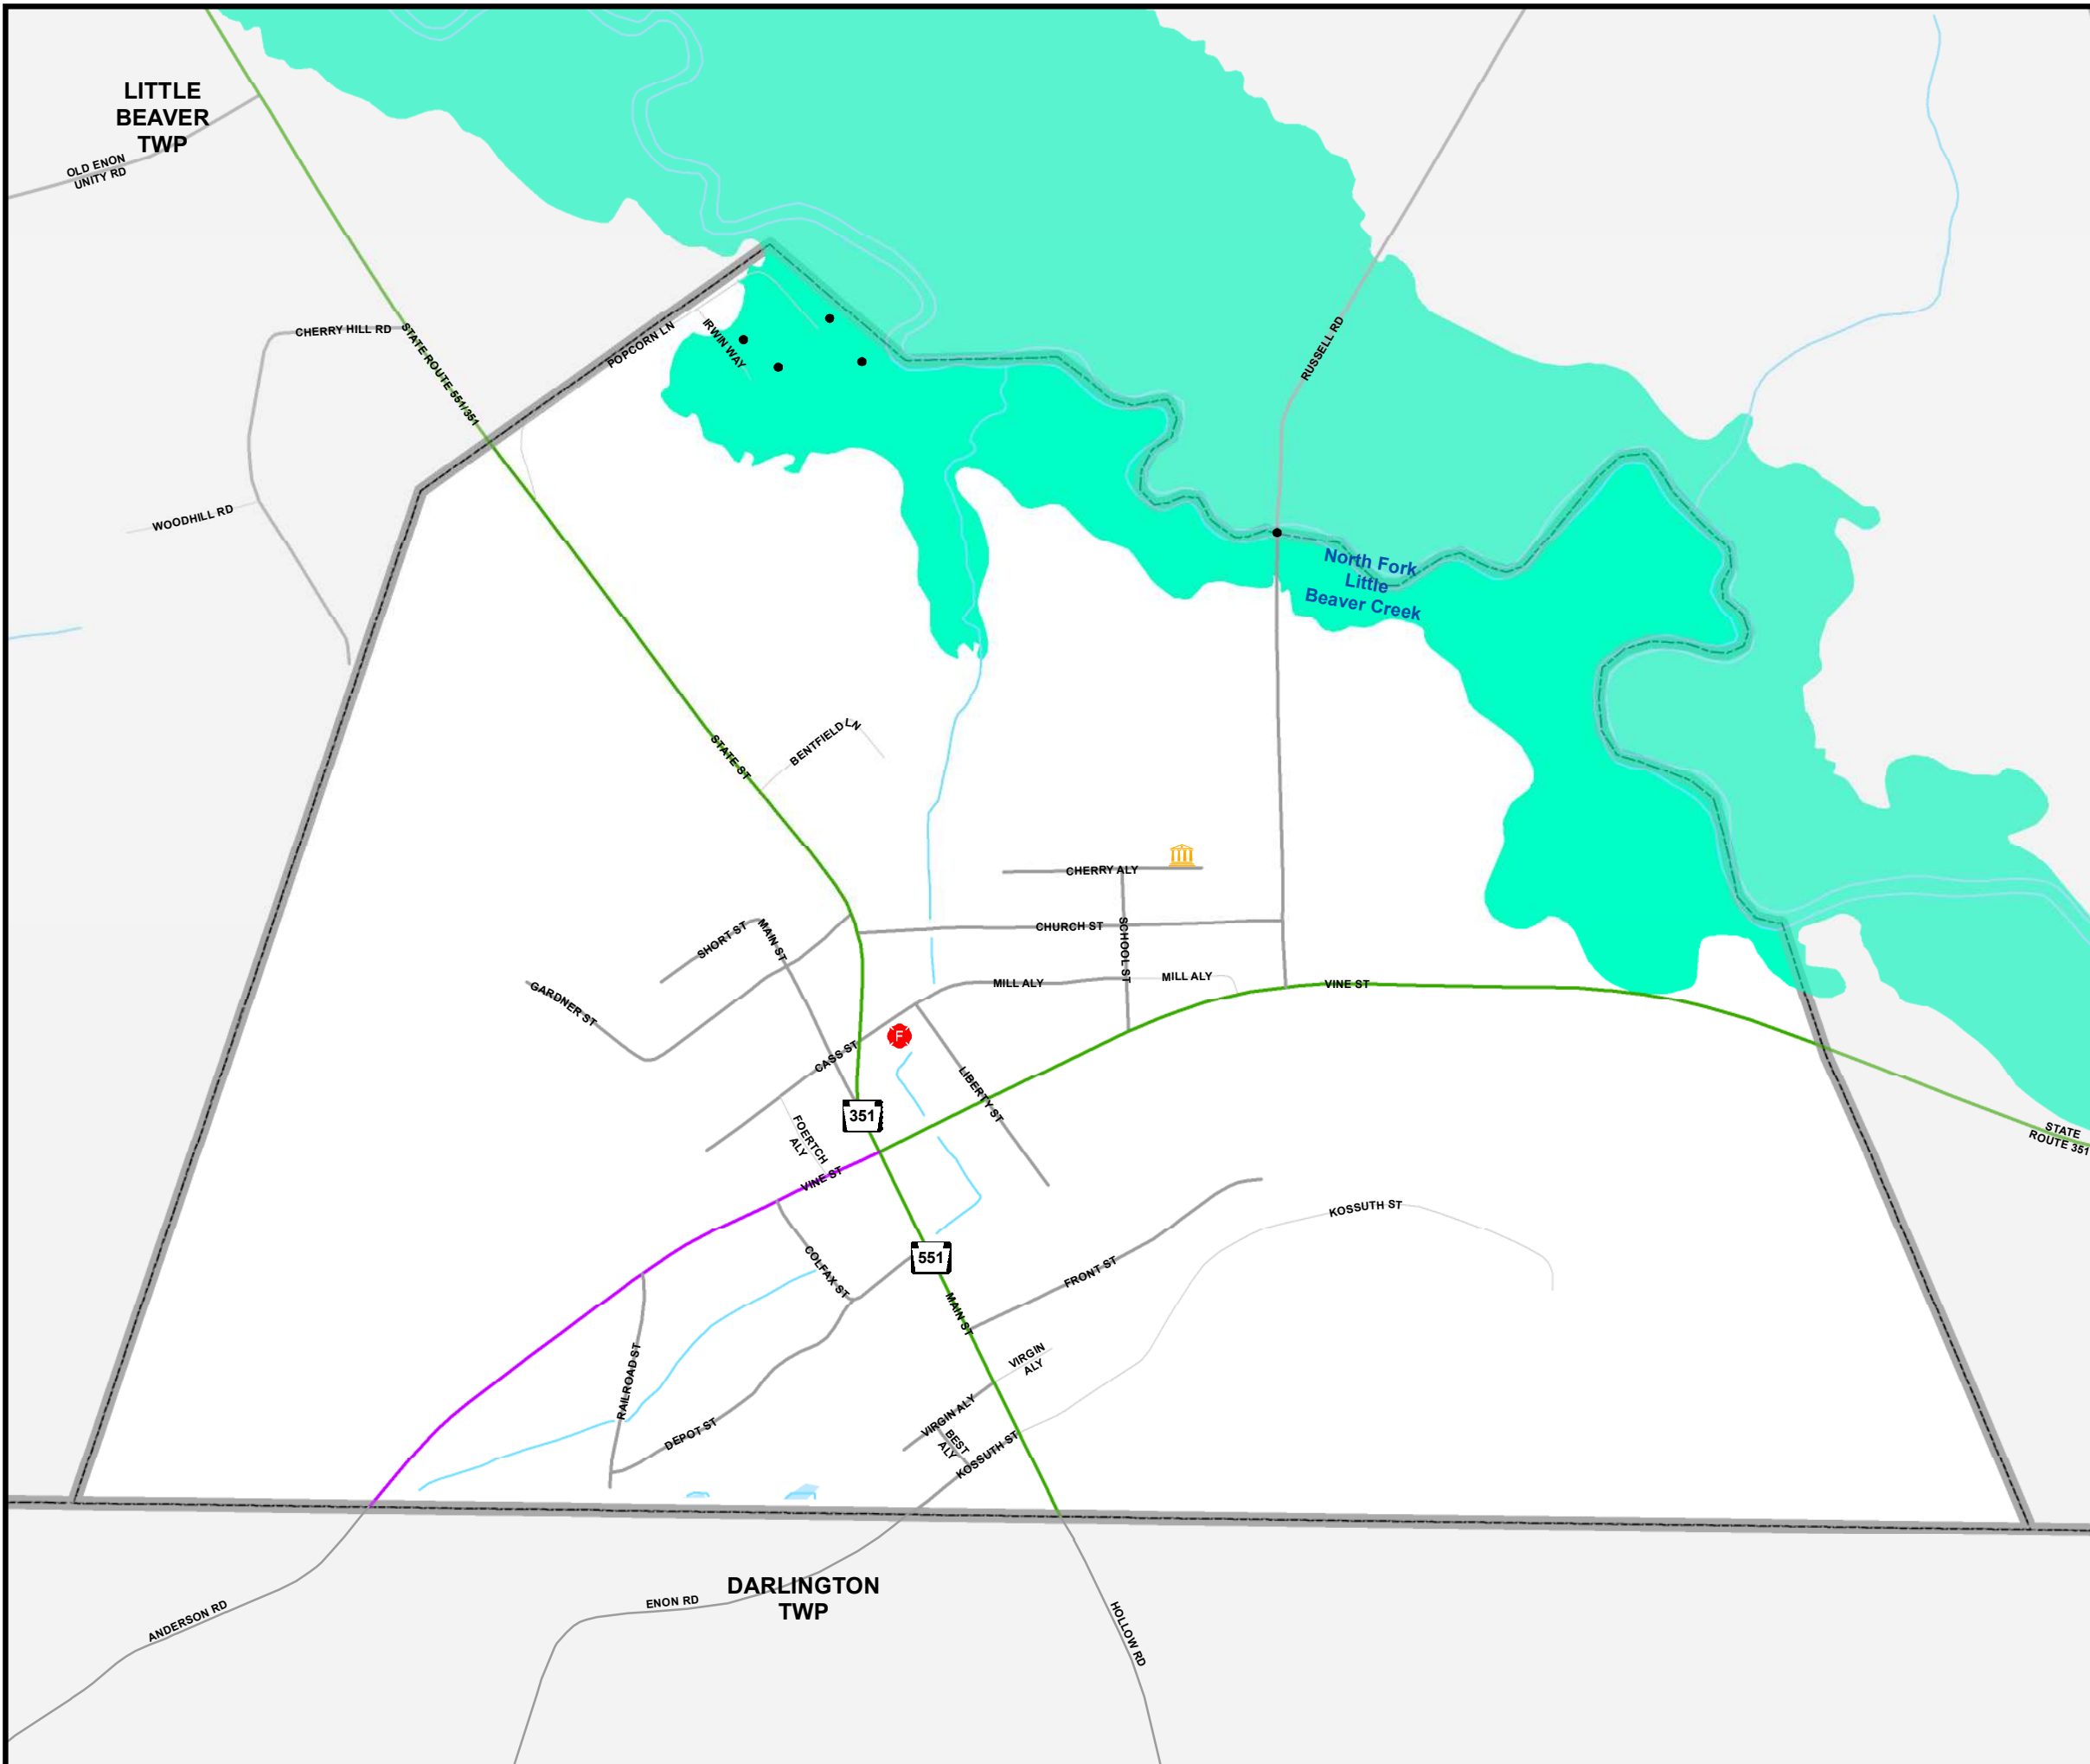 LITTLE
BEAVER
TWP
OLD ENON
UNITY RD
CHERRY HILL RD
STATE ROUTE 551/351
POPCORN LN
IRWIN WAY
RUSSELL RD
WOODHILL RD
North Fork
Little
Beaver Creek
STATE ST
BENTFIELD LN
CHERRY ALY
SHORT ST
MAIN ST
CHURCH ST
SCHOOL ST
GARDNER ST
MILL ALY
MILL ALY
VINE ST
F
CASS ST
LIBERTY ST
351
FOERTCH
ALY
VINE ST
STATE
ROUTE 351
KOSSUTH ST
COLFAX ST
551
FRONT ST
MAIN ST
RAILROAD ST
VIRGIN
ALY
VIRGIN ALY
DEPOT ST
BEST
ALY
KOSSUTH ST
DARLINGTON
TWP
ENON RD
ANDERSON RD
HOLLOW RD